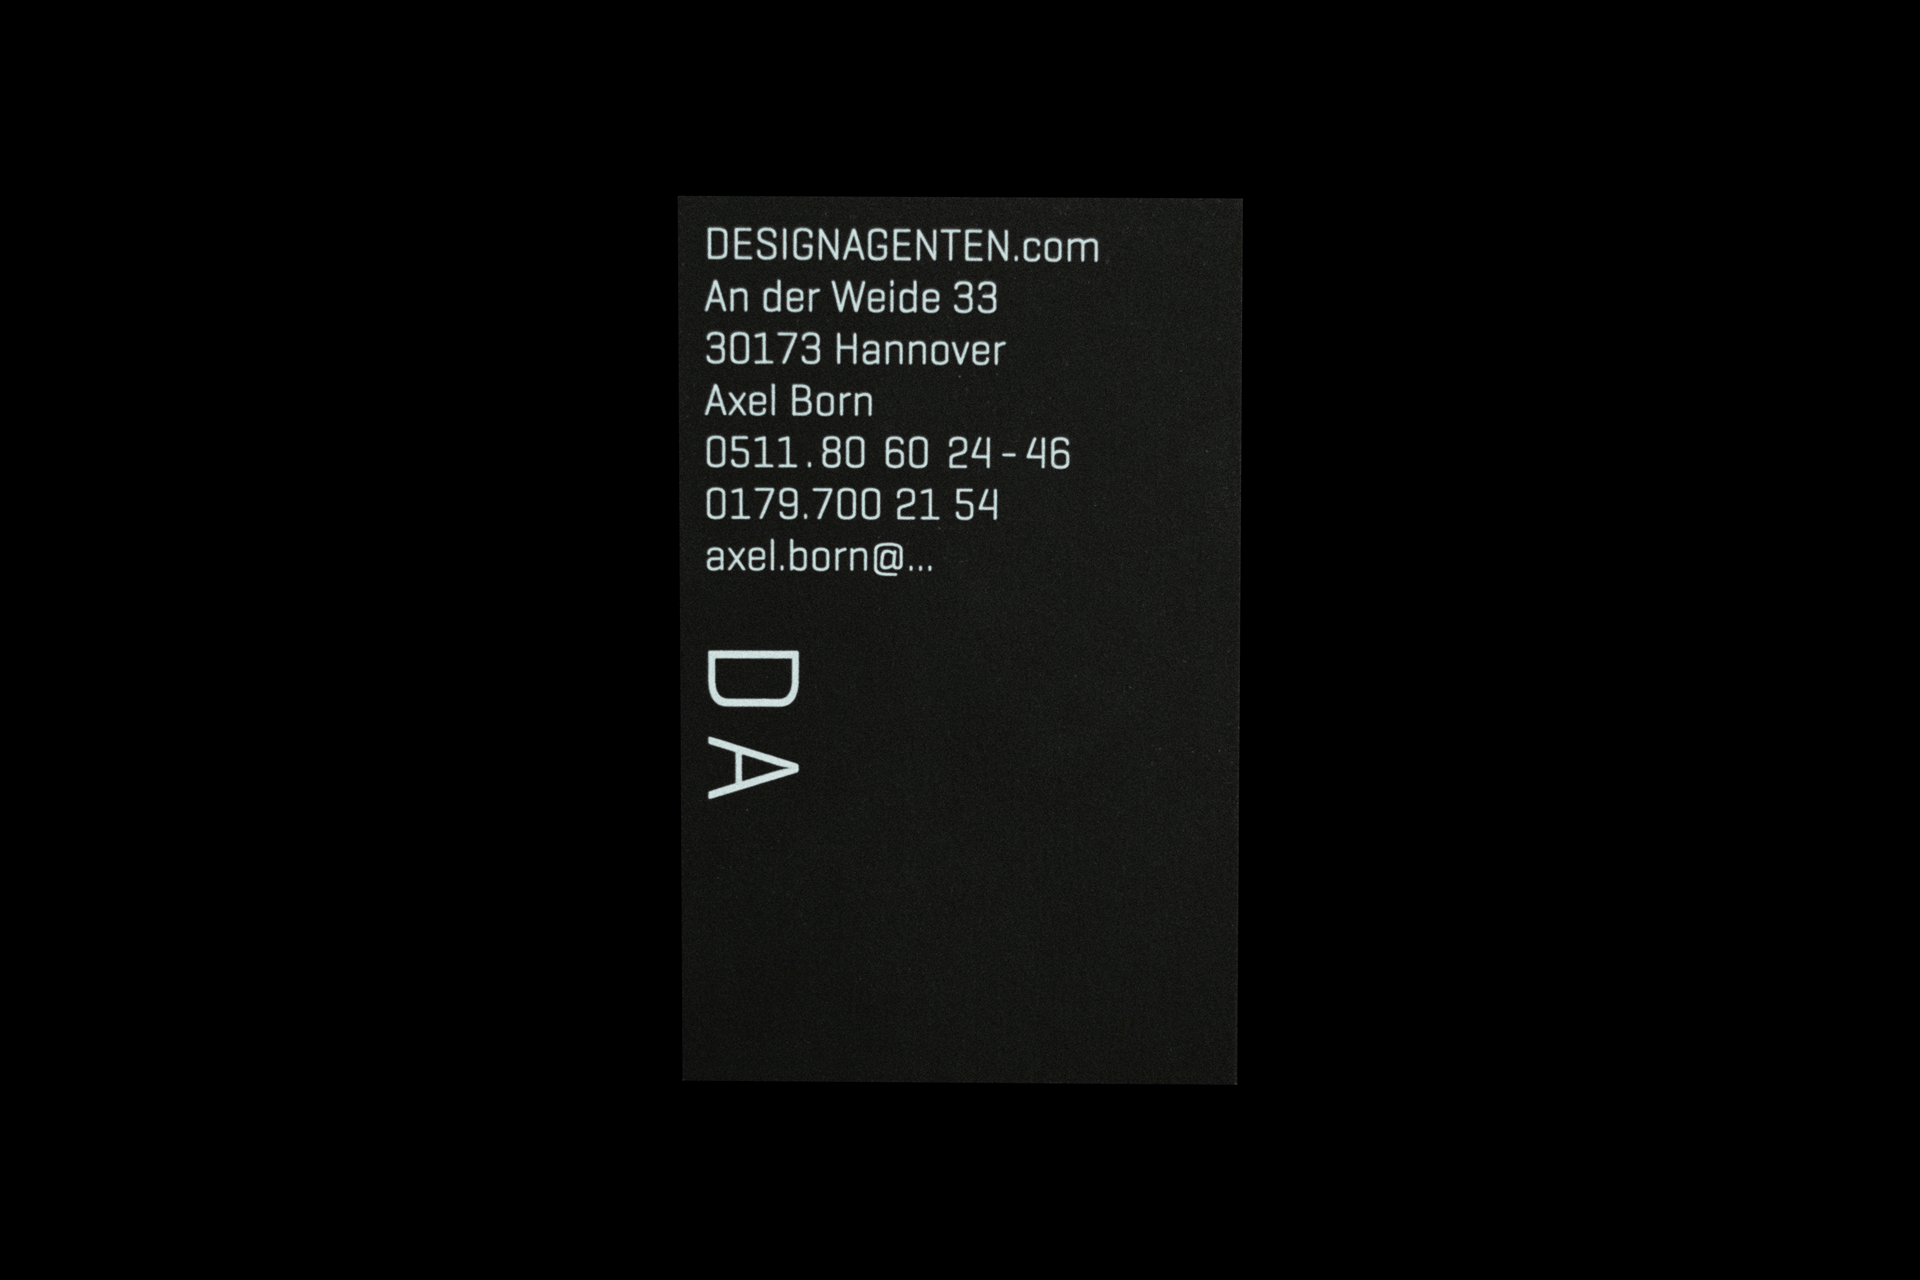 DESIGNAGENTEN.com
An der Weide 33
30173 Hannover
Axel Born
0511.80 60 24-46
0179.700 21 54
axel.born@...
DA